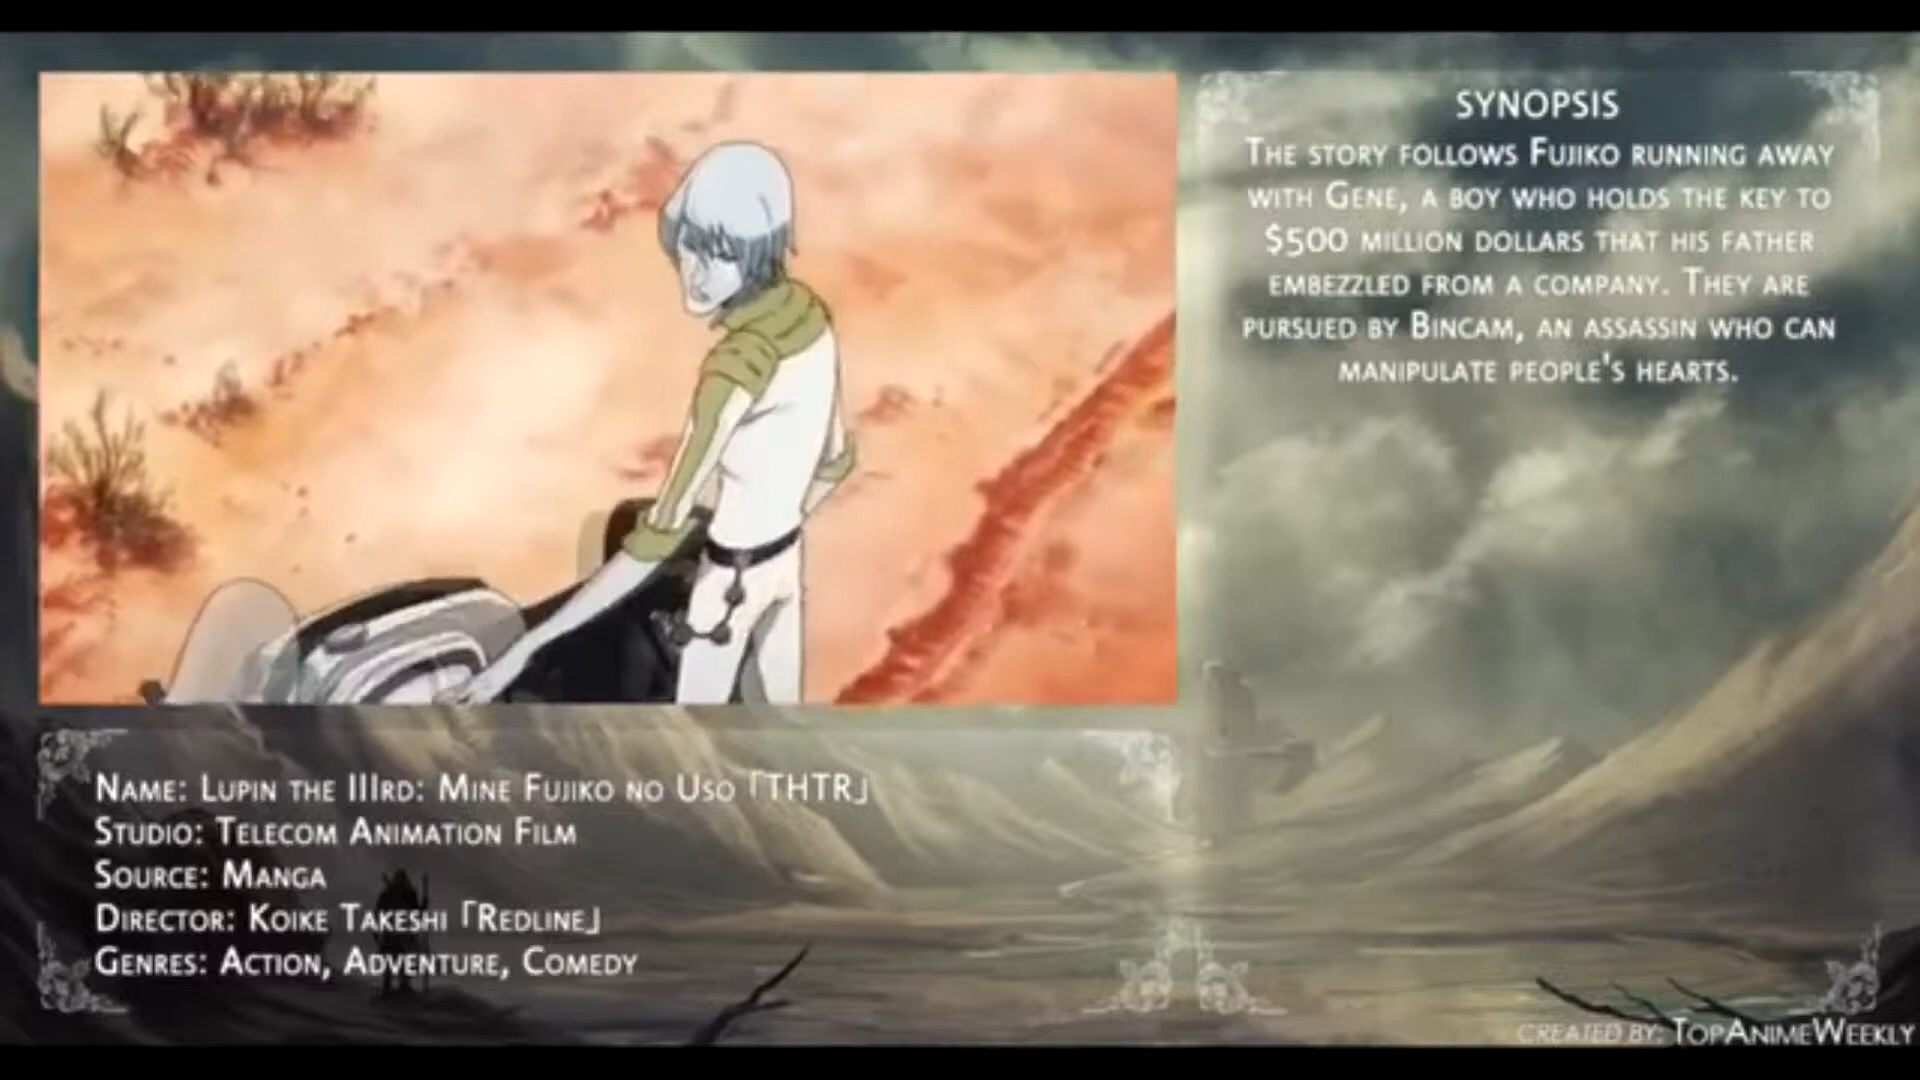 SYNOPSIS
THE STORY FOLLOWS FUJIKO RUNNING AWAY
WITH GENE, A BOY WHO HOLDS THE KEY TO
$500 MILLION DOLLARS THAT HIS FATHER
EMBEZZLED FROM A COMPANY. THEY ARE
PURSUED BY BINCAM, AN ASSASSIN WHO CAN
MANIPULATE PEOPLE'S HEARTS.
NAME: LUPIN THE IIIRD: MINE FUJIKO NO USO 「THTR」
STUDIO: TELECOM ANIMATION FILM
SOURCE: MANGA
DIRECTOR: KOIKE TAKESHI 「REDLINE」
GENRES: ACTION, ADVENTURE, COMEDY
CREATED BY: TOPANIMEWEEKLY